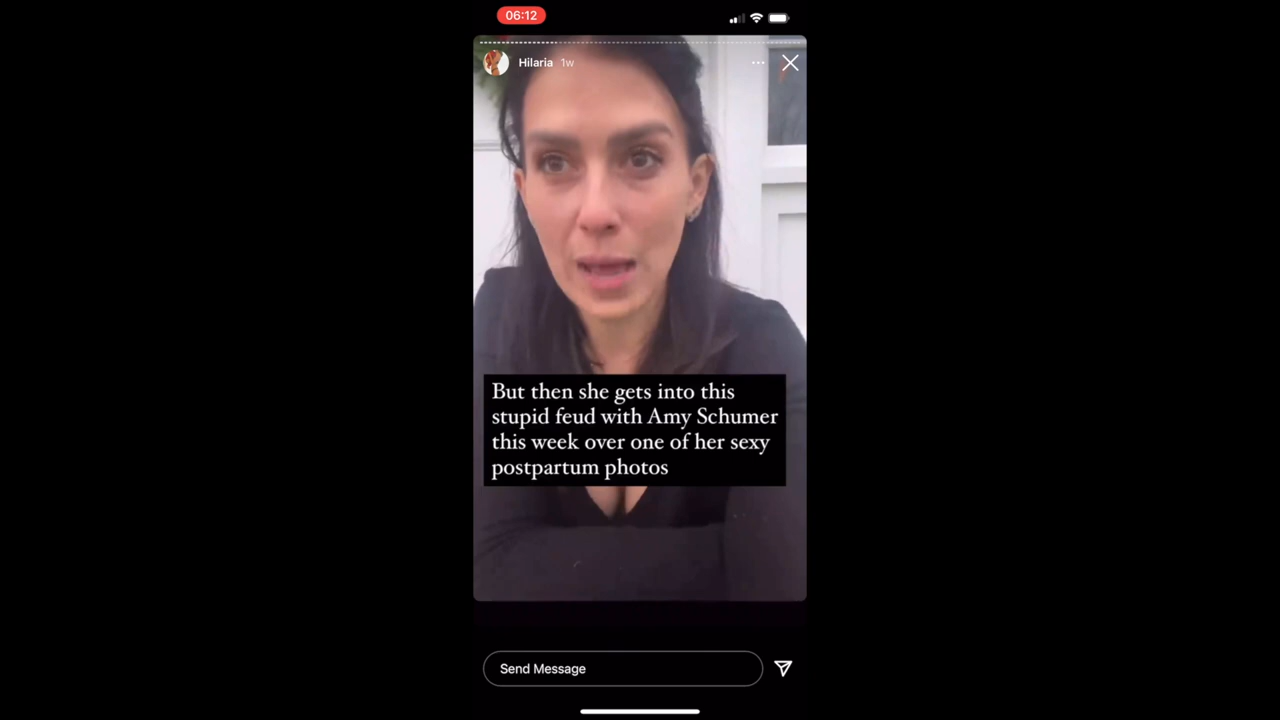 06:12
Hilaria 1w
But then she gets into this
stupid feud with Amy Schumer
this week over one of her sexy
postpartum photos
Send Message